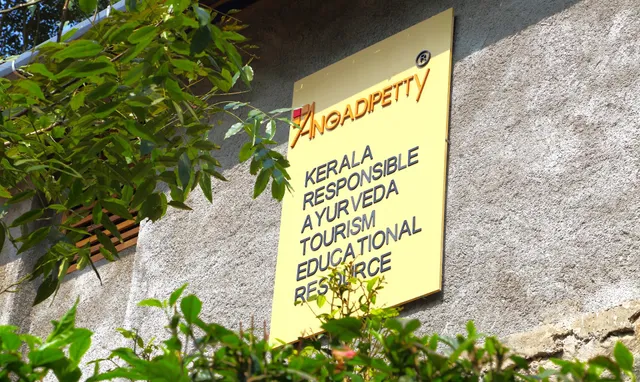 ANGADIPETTY ®
KERALA
RESPONSIBLE
AYURVEDA
TOURISM
EDUCATIONAL
RESOURCE